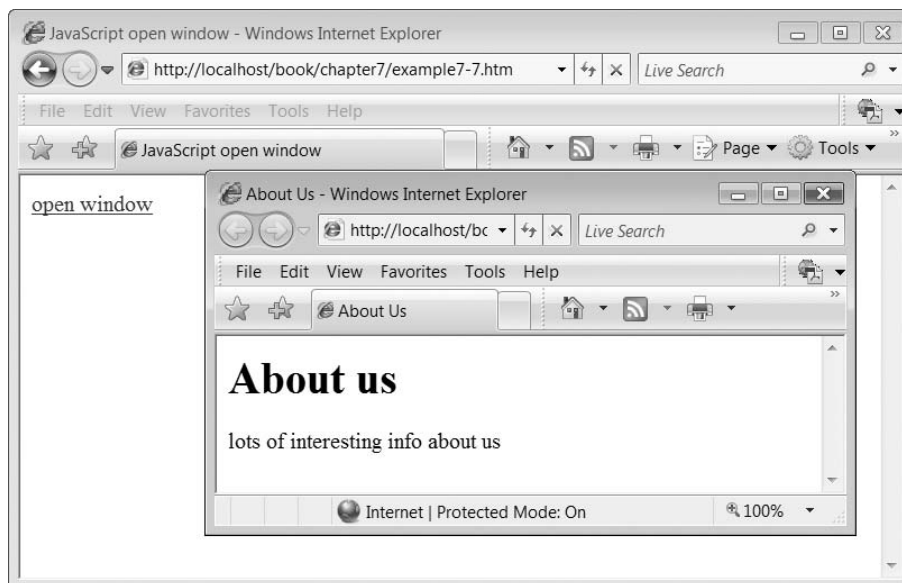 JavaScript open window - Windows Internet Explorer
http://localhost/book/chapter7/example7-7.htm Live Search
File Edit View Favorites Tools Help
JavaScript open window Page Tools
open window
About Us - Windows Internet Explorer
http://localhost/bc Live Search
File Edit View Favorites Tools Help
About Us
About us
lots of interesting info about us
Internet | Protected Mode: On 100%